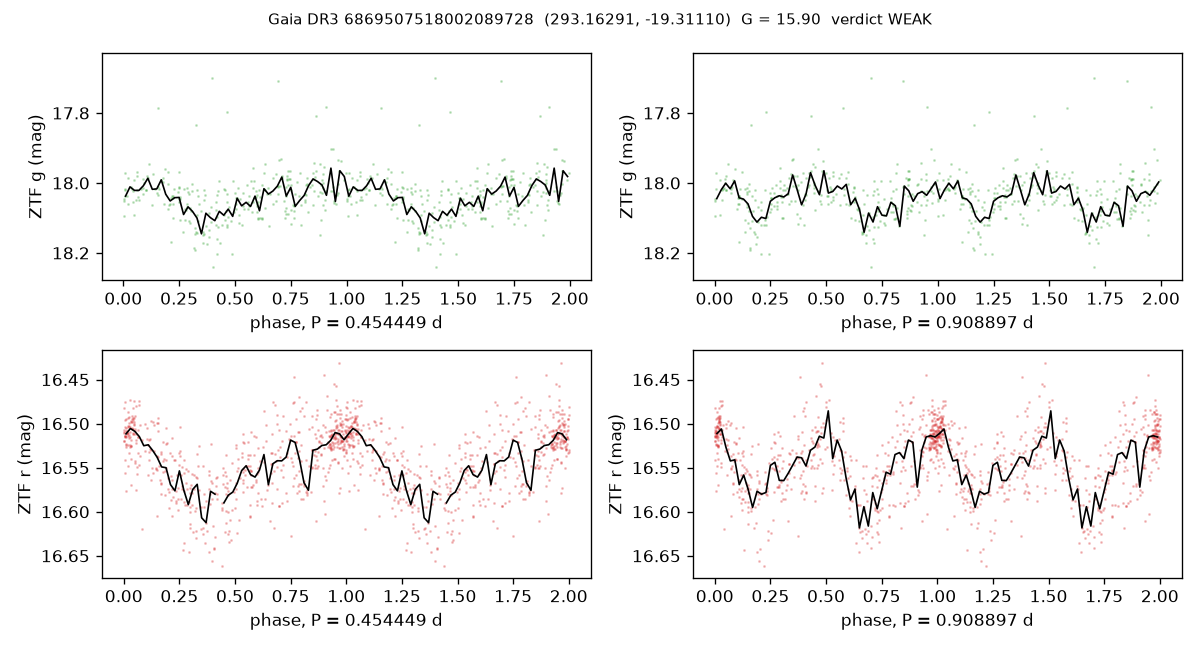 Gaia DR3 6869507518002089728  (293.16291, -19.31110)  G = 15.90  verdict WEAK
ZTF g (mag)
17.8
18.0
18.2
0.00 0.25 0.50 0.75 1.00 1.25 1.50 1.75 2.00
phase, P = 0.454449 d
ZTF g (mag)
17.8
18.0
18.2
0.00 0.25 0.50 0.75 1.00 1.25 1.50 1.75 2.00
phase, P = 0.908897 d
ZTF r (mag)
16.45
16.50
16.55
16.60
16.65
0.00 0.25 0.50 0.75 1.00 1.25 1.50 1.75 2.00
phase, P = 0.454449 d
ZTF r (mag)
16.45
16.50
16.55
16.60
16.65
0.00 0.25 0.50 0.75 1.00 1.25 1.50 1.75 2.00
phase, P = 0.908897 d